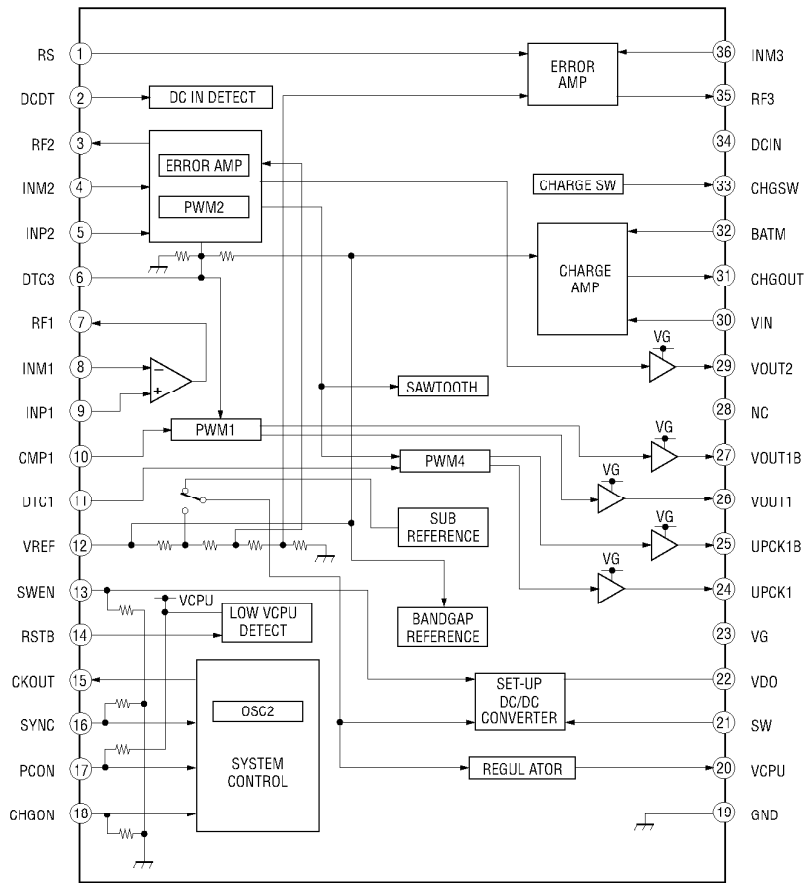 RS 1
DCDT 2
RF2 3
INM2 4
INP2 5
DTC3 6
RF1 7
INM1 8
INP1 9
CMP1 10
DTC1 11
VREF 12
SWEN 13
RSTB 14
CKOUT 15
SYNC 16
PCON 17
CHGON 18
DC IN DETECT
ERROR AMP
PWM2
−
+
PWM1
VCPU
LOW VCPU
DETECT
OSC2
SYSTEM
CONTROL
SAWTOOTH
PWM4
SUB
REFERENCE
BANDGAP
REFERENCE
SET-UP
DC/DC
CONVERTER
REGULATOR
ERROR
AMP
CHARGE SW
CHARGE
AMP
VG
VG
VG
VG
VG
36 INM3
35 RF3
34 DCIN
33 CHGSW
32 BATM
31 CHGOUT
30 VIN
29 VOUT2
28 NC
27 VOUT1B
26 VOUT1
25 UPCK1B
24 UPCK1
23 VG
22 VDO
21 SW
20 VCPU
19 GND